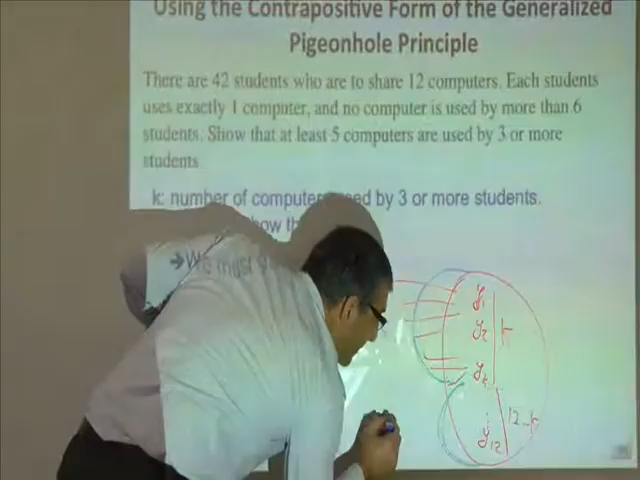 Using the Contrapositive Form of the Generalized
Pigeonhole Principle
There are 42 students who are to share 12 computers. Each students
uses exactly 1 computer, and no computer is used by more than 6
students. Show that at least 5 computers are used by 3 or more
students
k: number of computer used by 3 or more students.
➔We must
y1
y2
k
yk
12-k
y12